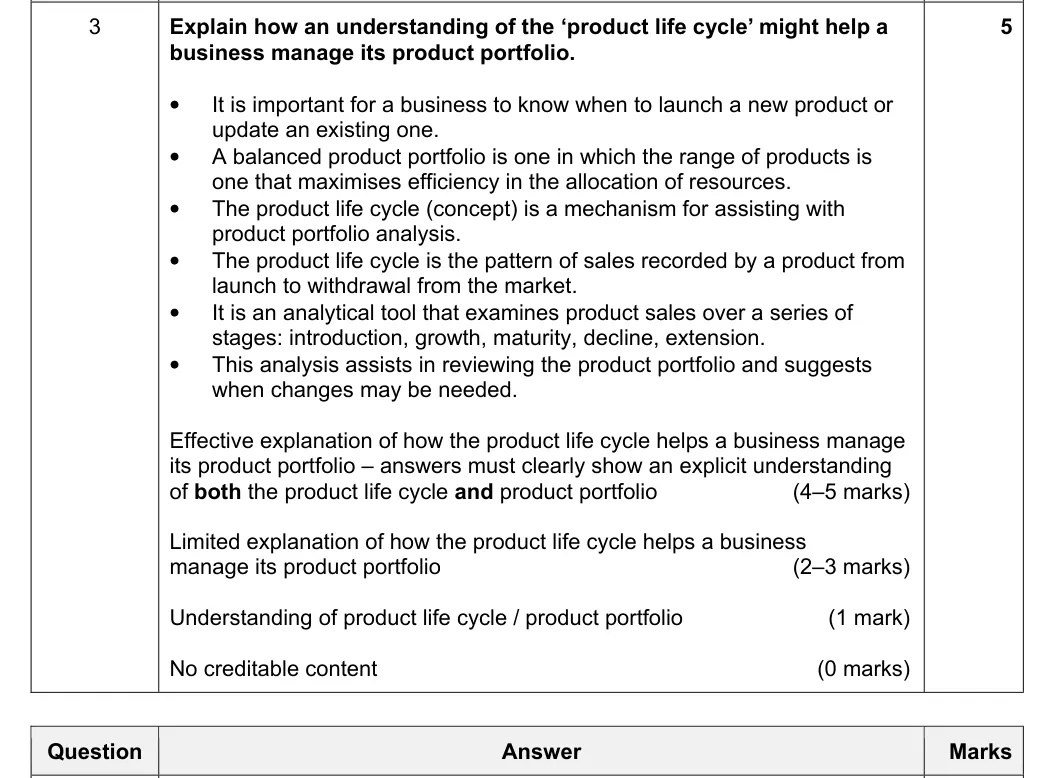 3
Explain how an understanding of the ‘product life cycle’ might help a
business manage its product portfolio.
5
• It is important for a business to know when to launch a new product or
update an existing one.
• A balanced product portfolio is one in which the range of products is
one that maximises efficiency in the allocation of resources.
• The product life cycle (concept) is a mechanism for assisting with
product portfolio analysis.
• The product life cycle is the pattern of sales recorded by a product from
launch to withdrawal from the market.
• It is an analytical tool that examines product sales over a series of
stages: introduction, growth, maturity, decline, extension.
• This analysis assists in reviewing the product portfolio and suggests
when changes may be needed.
Effective explanation of how the product life cycle helps a business manage
its product portfolio – answers must clearly show an explicit understanding
of both the product life cycle and product portfolio (4–5 marks)
Limited explanation of how the product life cycle helps a business
manage its product portfolio (2–3 marks)
Understanding of product life cycle / product portfolio (1 mark)
No creditable content (0 marks)
Question Answer Marks